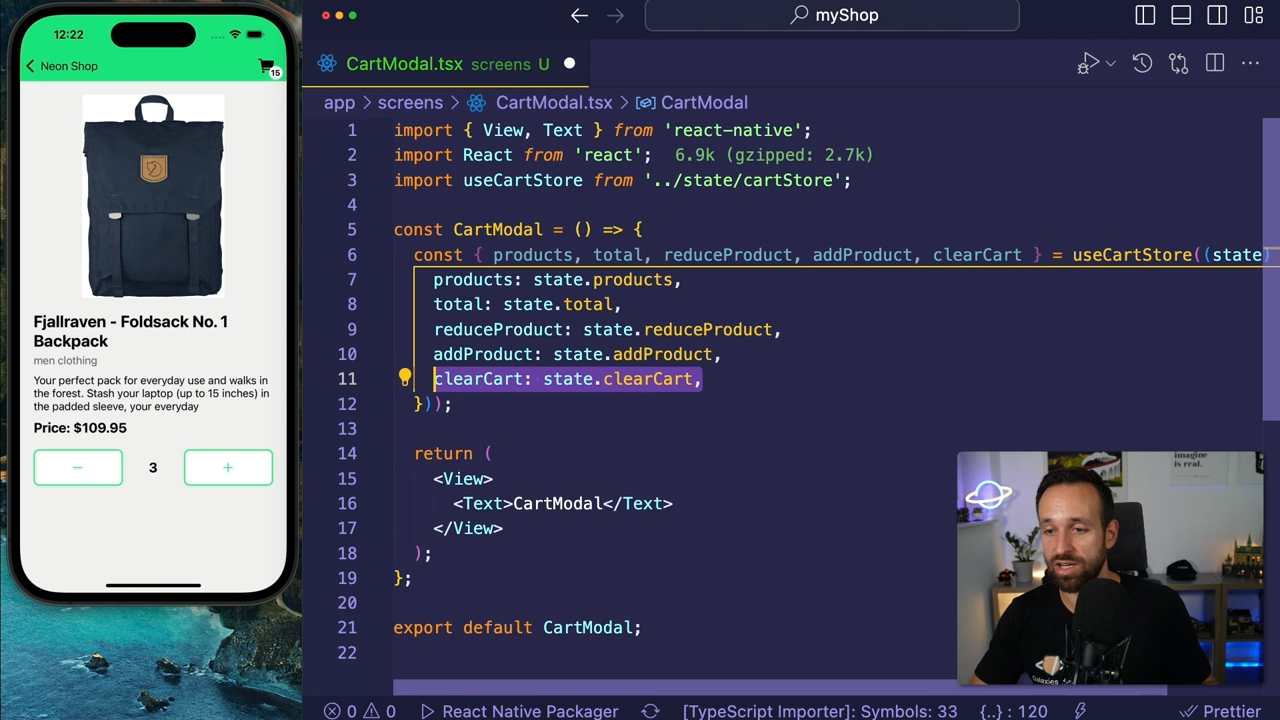 12:22
Neon Shop
15
Fjallraven - Foldsack No. 1
Backpack
men clothing
Your perfect pack for everyday use and walks in
the forest. Stash your laptop (up to 15 inches) in
the padded sleeve, your everyday
Price: $109.95
3
myShop
CartModal.tsx screens U
app > screens > CartModal.tsx > CartModal
1 import { View, Text } from 'react-native';
2 import React from 'react'; 6.9k (gzipped: 2.7k)
3 import useCartStore from '../state/cartStore';
4
5 const CartModal = () => {
6 const { products, total, reduceProduct, addProduct, clearCart } = useCartStore((state)
7 products: state.products,
8 total: state.total,
9 reduceProduct: state.reduceProduct,
10 addProduct: state.addProduct,
11 clearCart: state.clearCart,
12 }));
13
14 return (
15 <View>
16 <Text>CartModal</Text>
17 </View>
18 );
19 };
20
21 export default CartModal;
22
imagine
is real.
Galaxies
0 0 React Native Packager [TypeScript Importer]: Symbols: 33 {..} : 120 Prettier